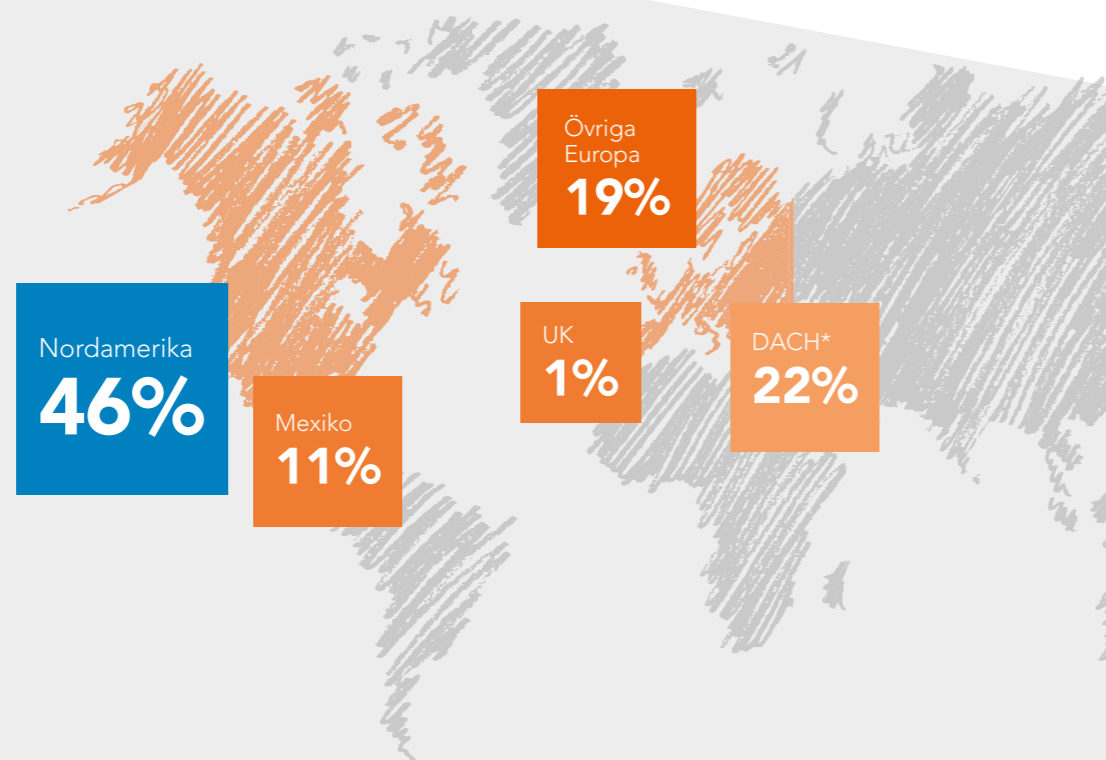 Övriga
Europa
19%
Nordamerika
46%
Mexiko
11%
UK
1%
DACH*
22%